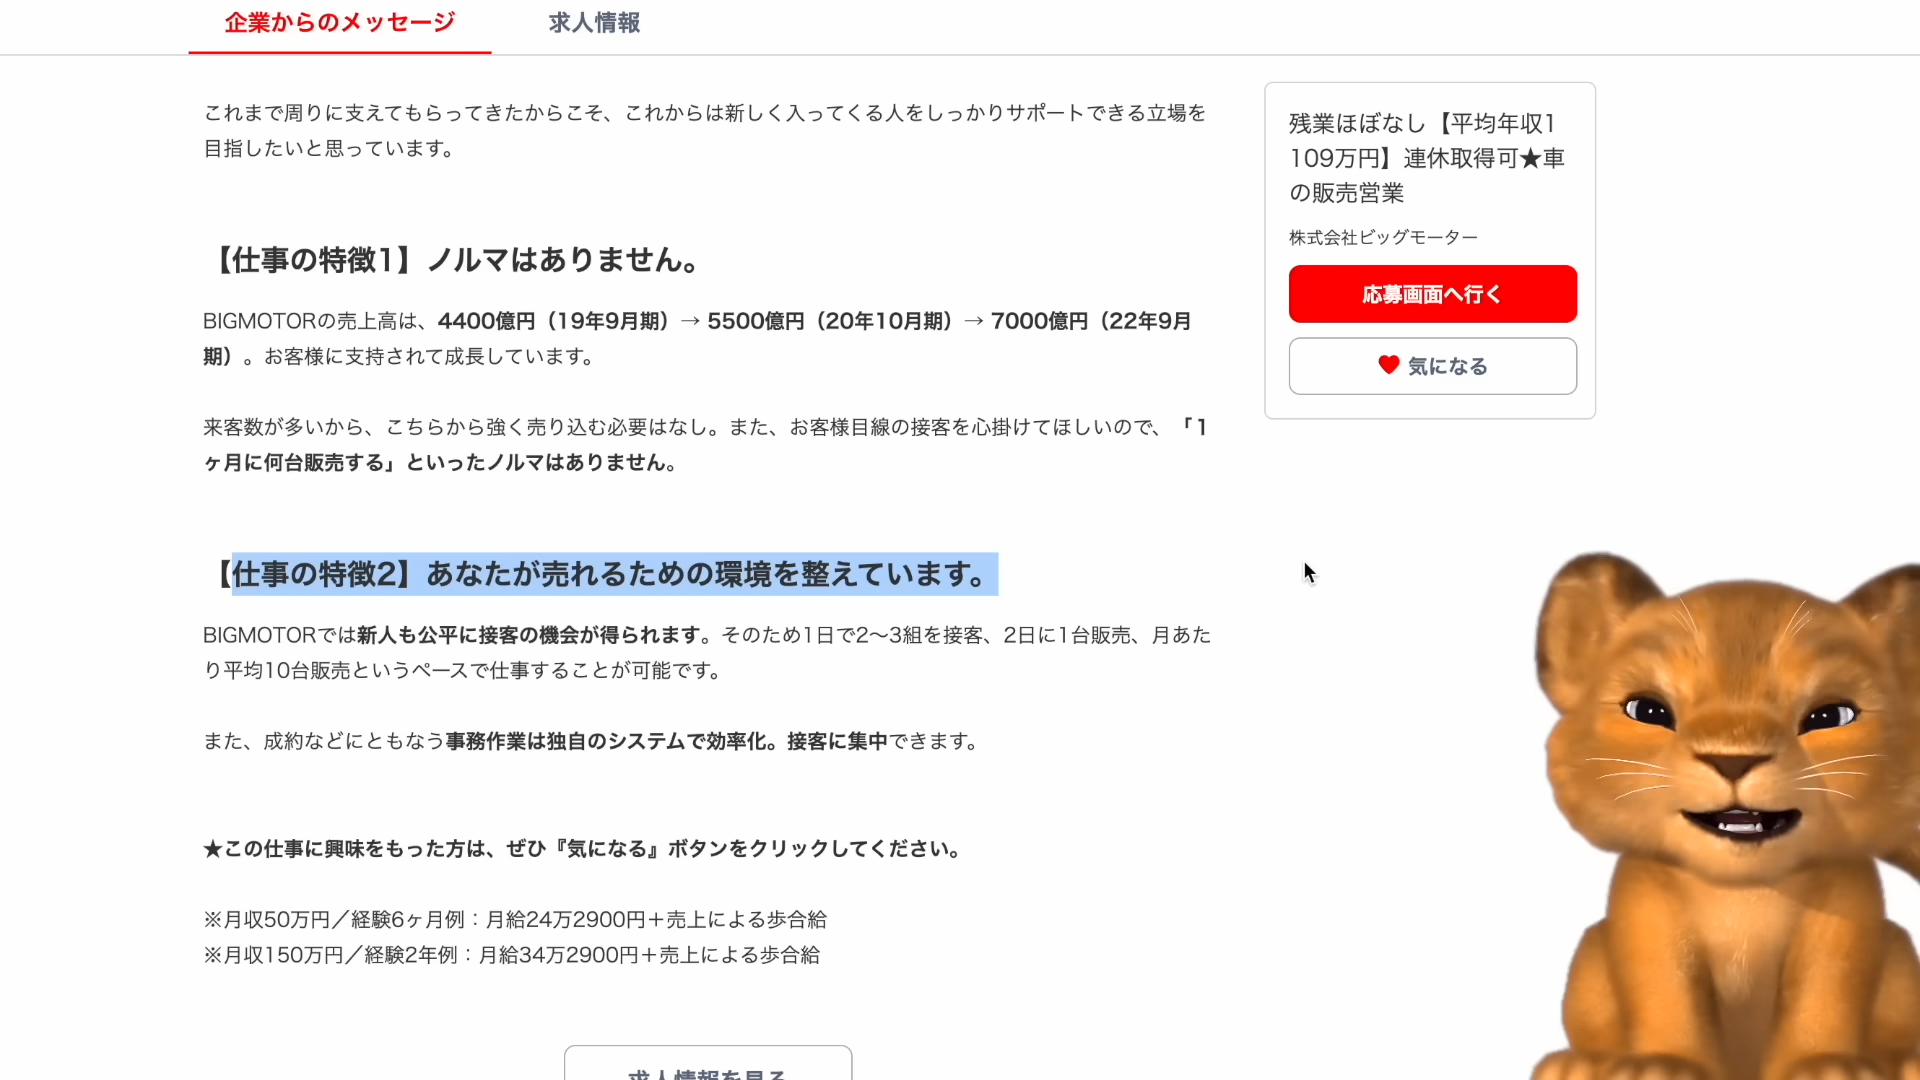 企業からのメッセージ
求人情報
これまで周りに支えてもらってきたからこそ、これからは新しく入ってくる人をしっかりサポートできる立場を
目指したいと思っています。
【仕事の特徴1】ノルマはありません。
BIGMOTORの売上高は、4400億円（19年9月期）→ 5500億円（20年10月期）→ 7000億円（22年9月
期）。お客様に支持されて成長しています。
来客数が多いから、こちらから強く売り込む必要はなし。また、お客様目線の接客を心掛けてほしいので、「1
ヶ月に何台販売する」といったノルマはありません。
【仕事の特徴2】あなたが売れるための環境を整えています。
BIGMOTORでは新人も公平に接客の機会が得られます。そのため1日で2〜3組を接客、2日に1台販売、月あた
り平均10台販売というペースで仕事することが可能です。
また、成約などにともなう事務作業は独自のシステムで効率化。接客に集中できます。
★この仕事に興味をもった方は、ぜひ『気になる』ボタンをクリックしてください。
※月収50万円／経験6ヶ月例：月給24万2900円＋売上による歩合給
※月収150万円／経験2年例：月給34万2900円＋売上による歩合給
求人情報を見る
残業ほぼなし【平均年収1
109万円】連休取得可★車
の販売営業
株式会社ビッグモーター
応募画面へ行く
気になる